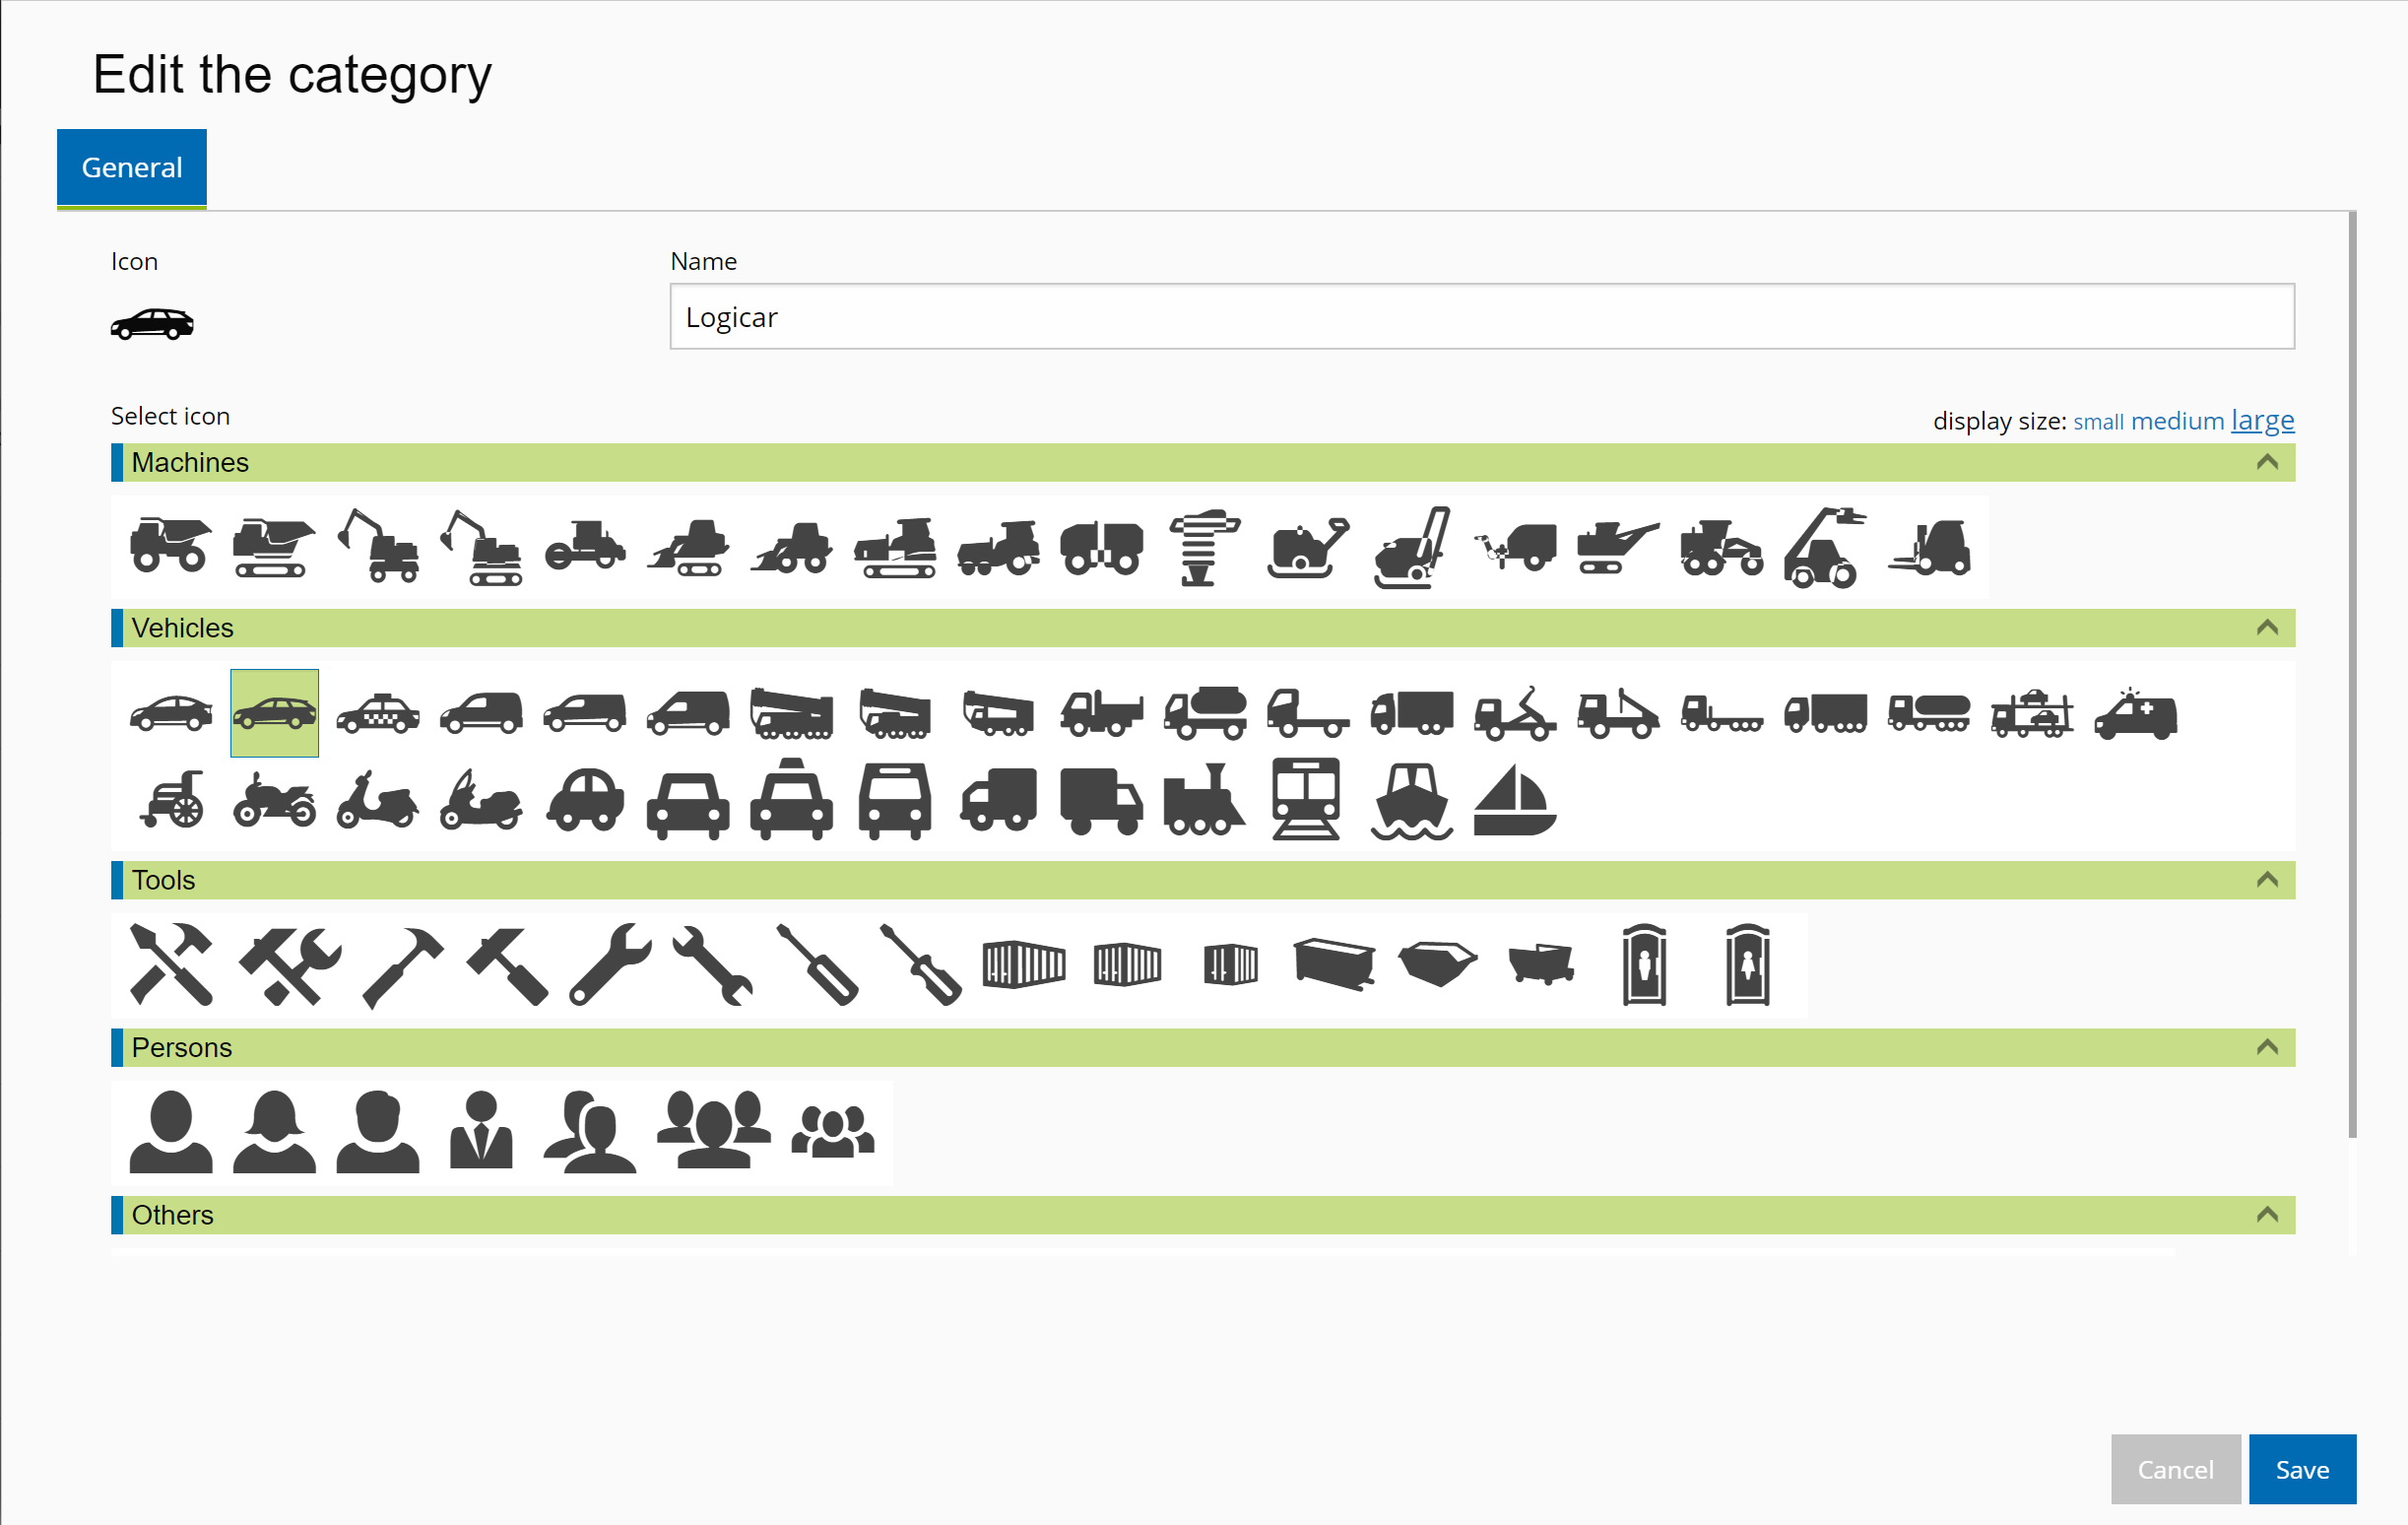 Edit the category
General
Icon
Name
Logicar
Select icon
display size: small medium large
Machines
Vehicles
Tools
Persons
Others
Cancel
Save